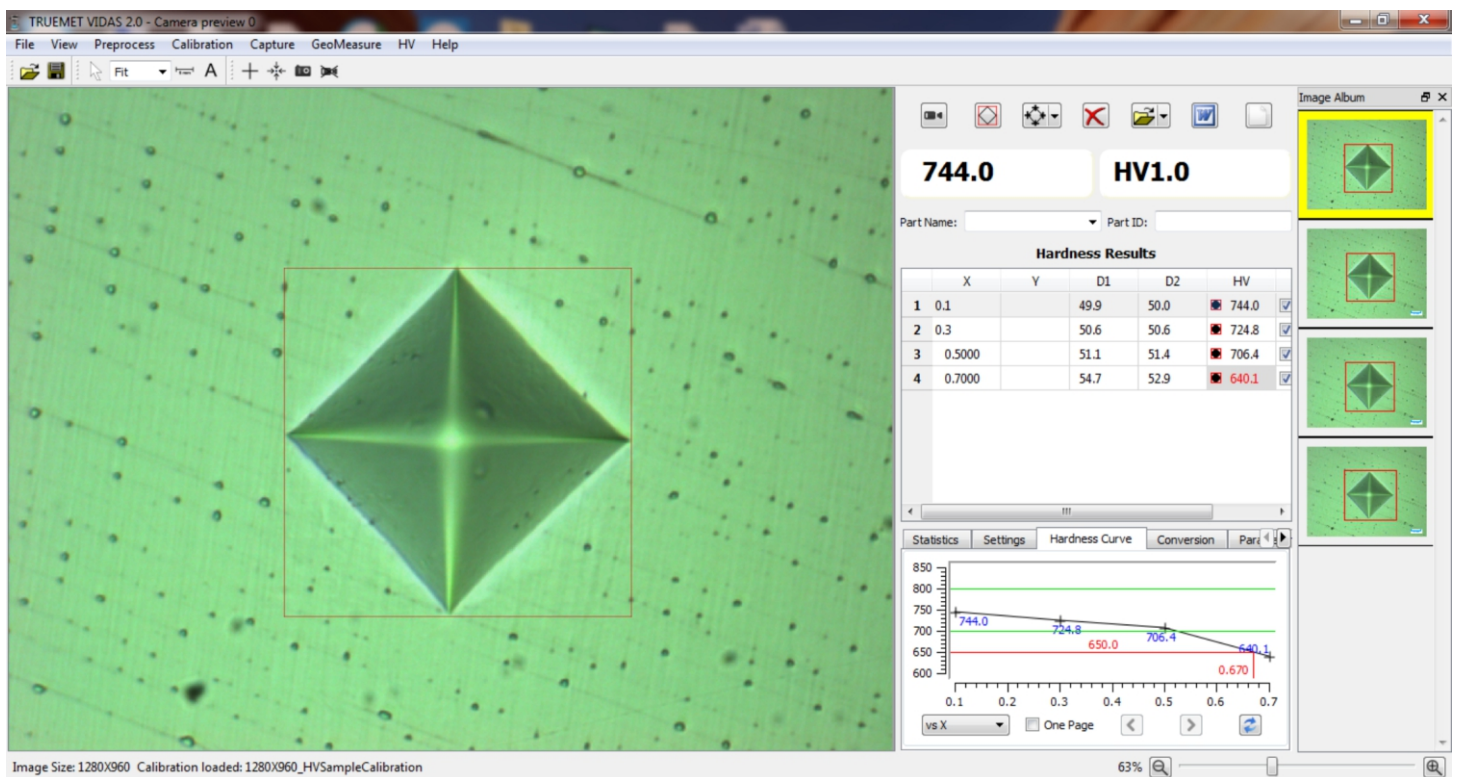 TRUEMET VIDAS 2.0 - Camera preview 0
File View Preprocess Calibration Capture GeoMeasure HV Help
Fit A
Image Album
744.0 HV1.0
Part Name: Part ID:
Hardness Results
X Y D1 D2 HV
1 0.1 49.9 50.0 744.0
2 0.3 50.6 50.6 724.8
3 0.5000 51.1 51.4 706.4
4 0.7000 54.7 52.9 640.1
Statistics Settings Hardness Curve Conversion Para
850
800
750
700
650
600
744.0
724.8
706.4
640.1
650.0
0.670
0.1 0.2 0.3 0.4 0.5 0.6 0.7
vs X One Page
Image Size: 1280X960 Calibration loaded: 1280X960_HVSampleCalibration
63%